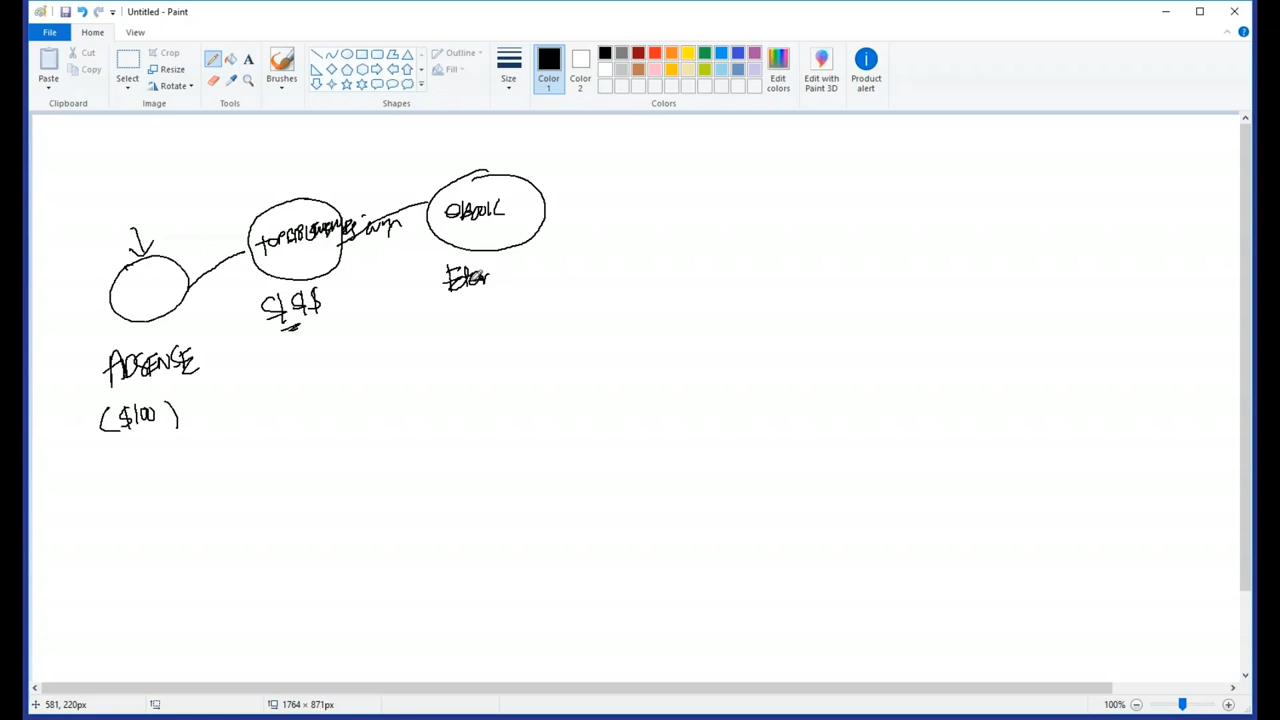 Untitled - Paint
File Home View
Paste
Cut
Copy
Clipboard
Select
Crop
Resize
Rotate
Image
Tools
Brushes
Shapes
Outline
Fill
Size
Color 1
Color 2
Colors
Edit colors
Edit with Paint 3D
Product alert
$ $ $
ADSENSE
($100)
581, 220px
1764 × 871px
100%